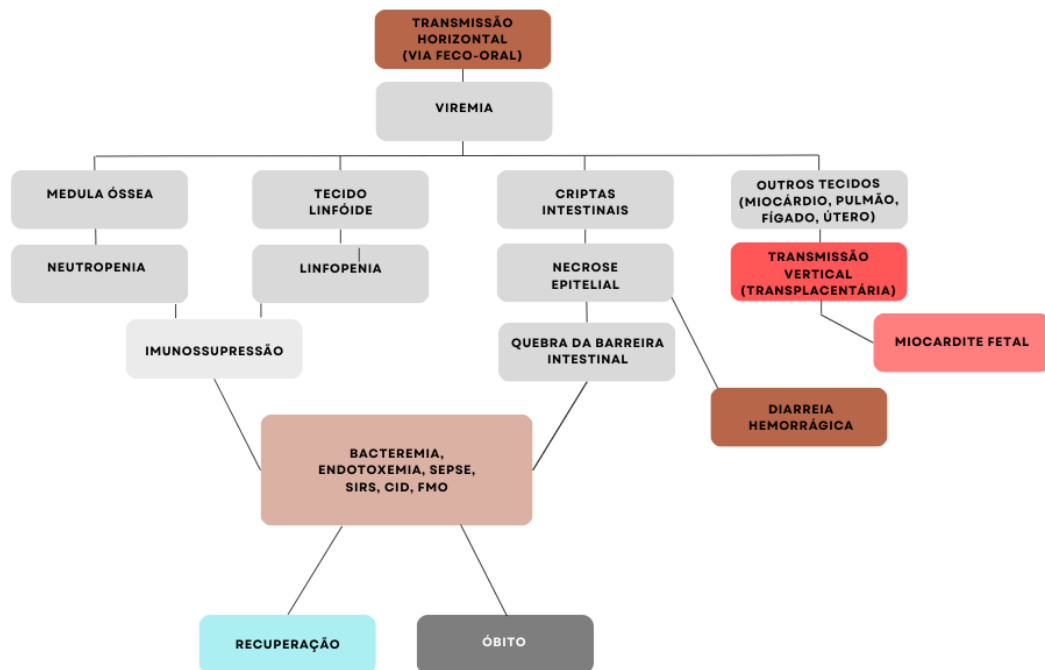 TRANSMISSÃO
HORIZONTAL
(VIA FECO-ORAL)
VIREMIA
MEDULA ÓSSEA
TECIDO
LINFÓIDE
CRIPTAS
INTESTINAIS
OUTROS TECIDOS
(MIOCÁRDIO, PULMÃO,
FÍGADO, ÚTERO)
NEUTROPENIA
LINFOPENIA
NECROSE
EPITELIAL
TRANSMISSÃO
VERTICAL
(TRANSPLACENTÁRIA)
IMUNOSSUPRESSÃO
QUEBRA DA BARREIRA
INTESTINAL
MIOCARDITE FETAL
DIARREIA
HEMORRÁGICA
BACTEREMIA,
ENDOTOXEMIA, SEPSE,
SIRS, CID, FMO
RECUPERAÇÃO
ÓBITO